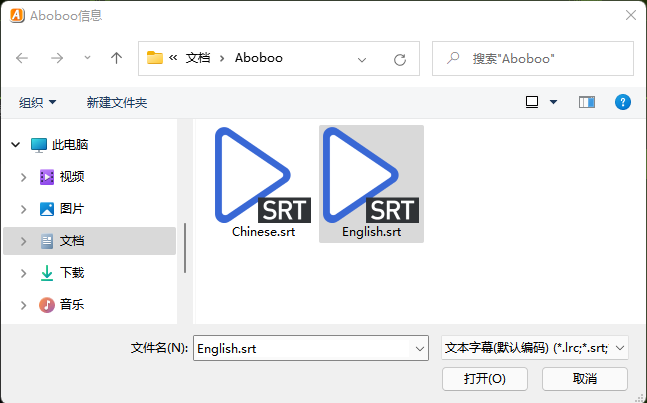 Aboboo信息
« 文档 > Aboboo
搜索"Aboboo"
组织
新建文件夹
此电脑
视频
图片
文档
下载
音乐
SRT
Chinese.srt
SRT
English.srt
文件名(N):
English.srt
文本字幕(默认编码) (*.lrc;*.srt;
打开(O)
取消